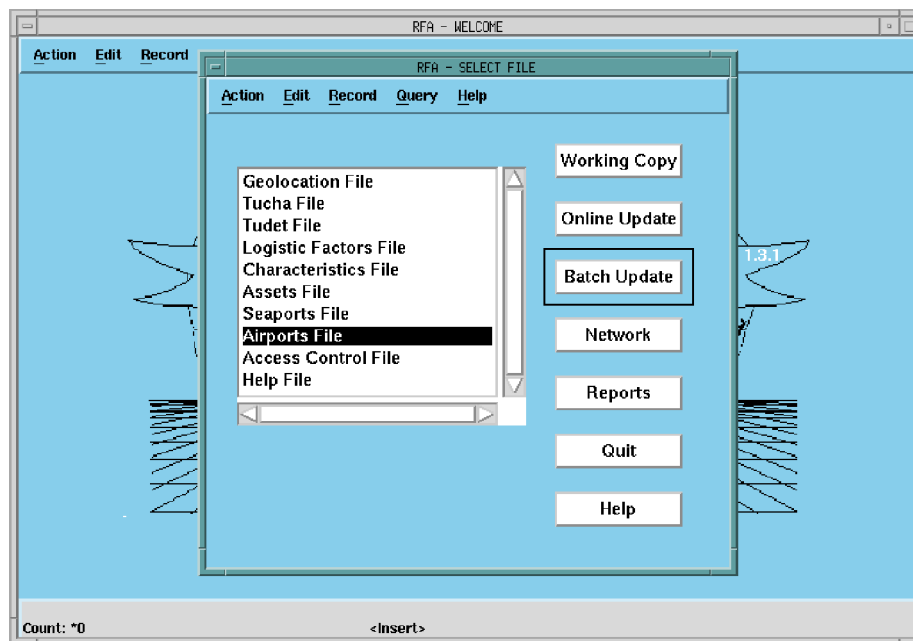 RFA - WELCOME
Action Edit Record
RFA - SELECT FILE
Action Edit Record Query Help
Geolocation File
Tucha File
Tudet File
Logistic Factors File
Characteristics File
Assets File
Seaports File
Airports File
Access Control File
Help File
Working Copy
Online Update
Batch Update
Network
Reports
Quit
Help
1.3.1
Count: *0 <Insert>